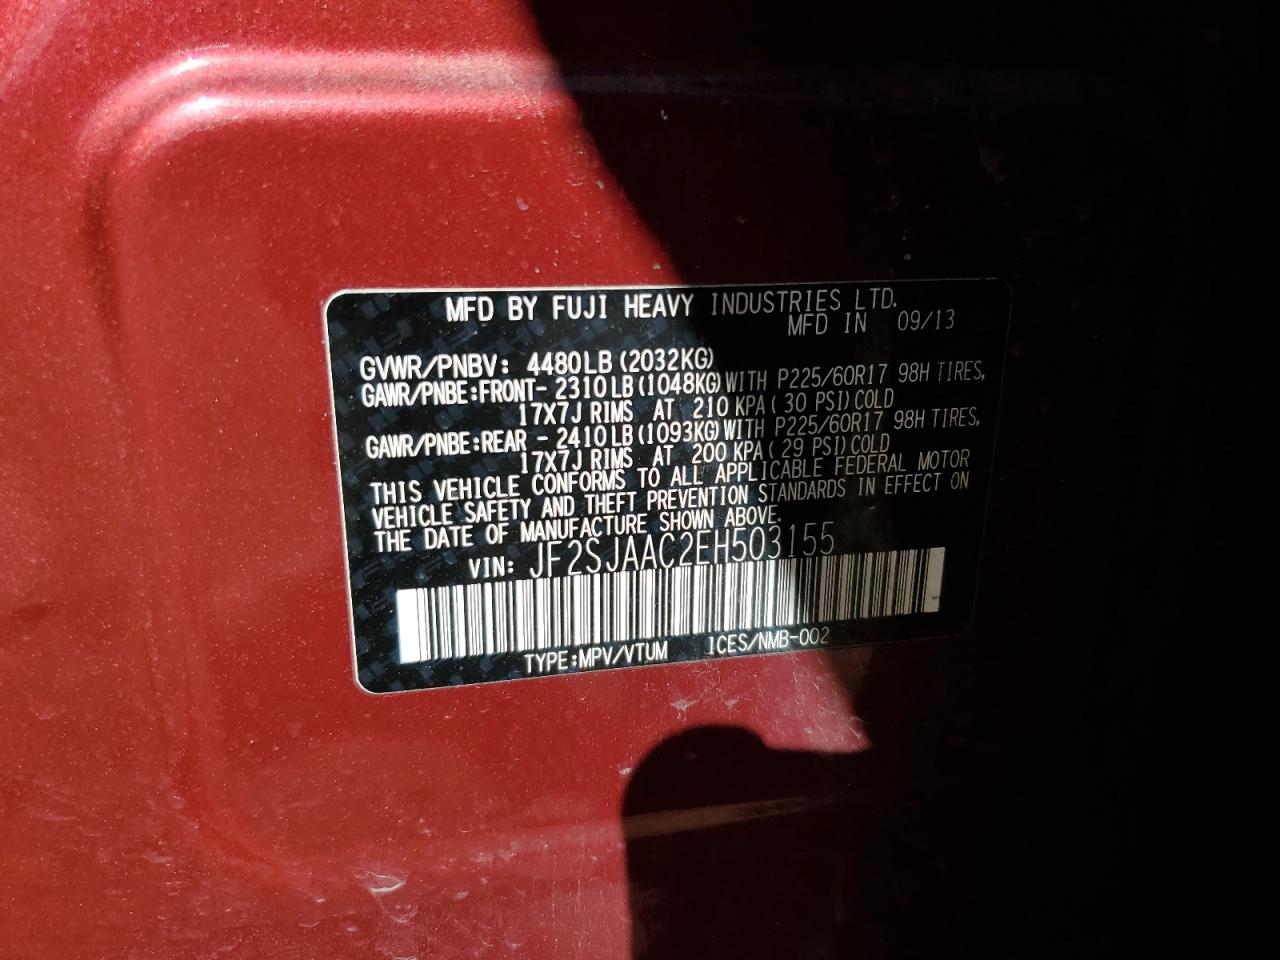 MFD BY FUJI HEAVY INDUSTRIES LTD.
MFD IN 09/13
GVWR/PNBV: 4480LB (2032KG)
GAWR/PNBE:FRONT- 2310LB (1048KG) WITH P225/60R17 98H TIRES,
17X7J RIMS AT 210 KPA (30 PSI) COLD
GAWR/PNBE:REAR - 2410LB (1093KG) WITH P225/60R17 98H TIRES,
17X7J RIMS AT 200 KPA (29 PSI) COLD
THIS VEHICLE CONFORMS TO ALL APPLICABLE FEDERAL MOTOR
VEHICLE SAFETY AND THEFT PREVENTION STANDARDS IN EFFECT ON
THE DATE OF MANUFACTURE SHOWN ABOVE.
VIN: JF2SJAAC2EH503155
TYPE:MPV/VTUM ICES/NMB-002